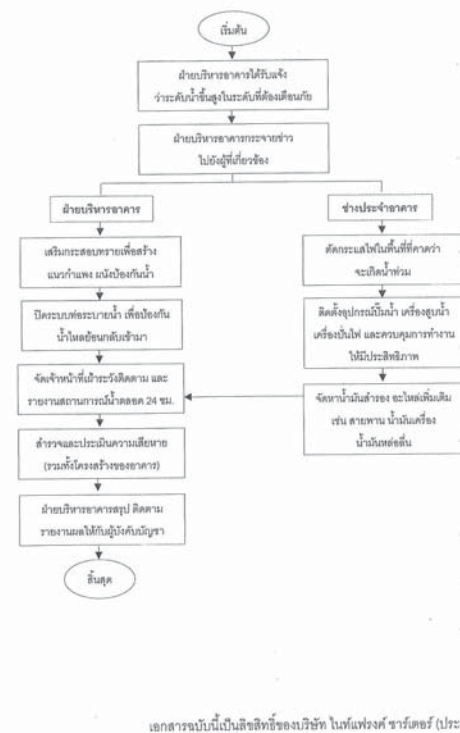 เริ่มต้น
ฝ่ายบริหารอาคารได้รับแจ้ง
ว่าระดับน้ำขึ้นสูงในระดับที่ต้องเตือนภัย
ฝ่ายบริหารอาคารกระจายข่าว
ไปยังผู้ที่เกี่ยวข้อง
ฝ่ายบริหารอาคาร
เสริมกระสอบทรายเพื่อสร้าง
แนวกำแพง ผนังป้องกันน้ำ
ปิดระบบท่อระบายน้ำ เพื่อป้องกัน
น้ำไหลย้อนกลับเข้ามา
จัดเจ้าหน้าที่เฝ้าระวังติดตาม และ
รายงานสถานการณ์น้ำตลอด 24 ชม.
สำรวจและประเมินความเสียหาย
(รวมทั้งโครงสร้างของอาคาร)
ฝ่ายบริหารอาคารสรุป ติดตาม
รายงานผลให้กับผู้บังคับบัญชา
สิ้นสุด
ช่างประจำอาคาร
ตัดกระแสไฟในพื้นที่ที่คาดว่า
จะเกิดน้ำท่วม
ติดตั้งอุปกรณ์ปั๊มน้ำ เครื่องสูบน้ำ
เครื่องปั่นไฟ และควบคุมการทำงาน
ให้มีประสิทธิภาพ
จัดหาน้ำมันสำรอง อะไหล่เพิ่มเติม
เช่น สายพาน น้ำมันเครื่อง
น้ำมันหล่อลื่น
เอกสารฉบับนี้เป็นลิขสิทธิ์ของบริษัท ไนท์แฟรงค์ ชาร์เตอร์ (ประ